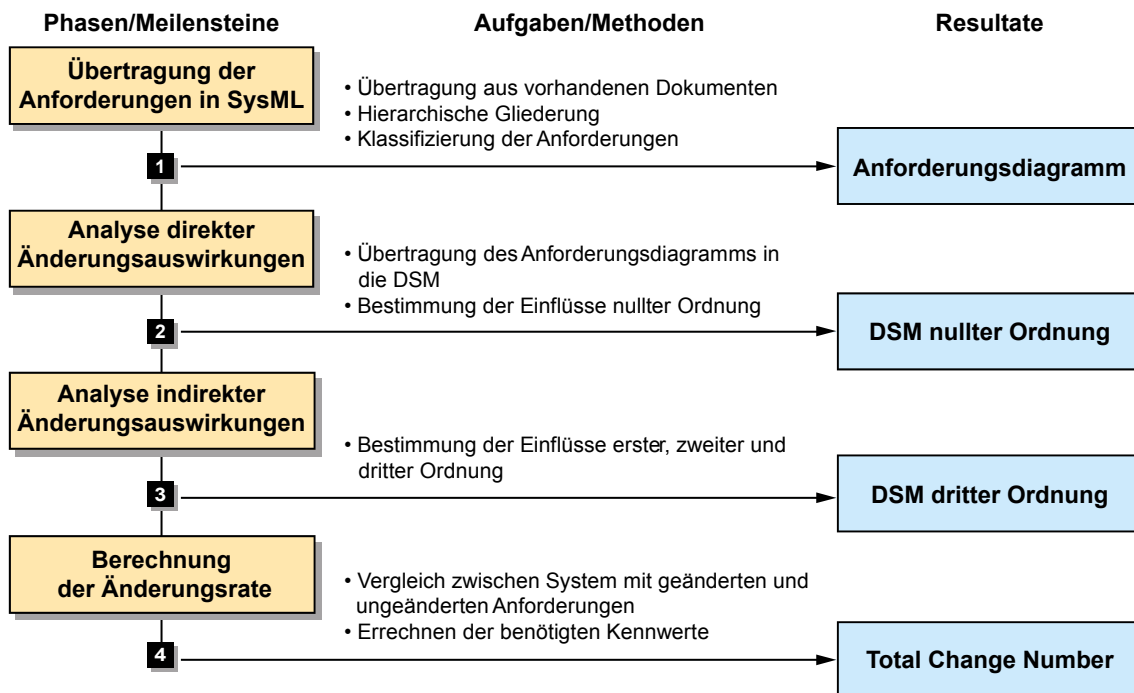 Phasen/Meilensteine
Aufgaben/Methoden
Resultate
Übertragung der
Anforderungen in SysML
• Übertragung aus vorhandenen Dokumenten
• Hierarchische Gliederung
• Klassifizierung der Anforderungen
1
Anforderungsdiagramm
Analyse direkter
Änderungsauswirkungen
• Übertragung des Anforderungsdiagramms in
die DSM
• Bestimmung der Einflüsse nullter Ordnung
2
DSM nullter Ordnung
Analyse indirekter
Änderungsauswirkungen
• Bestimmung der Einflüsse erster, zweiter und
dritter Ordnung
3
DSM dritter Ordnung
Berechnung
der Änderungsrate
• Vergleich zwischen System mit geänderten und
ungeänderten Anforderungen
• Errechnen der benötigten Kennwerte
4
Total Change Number